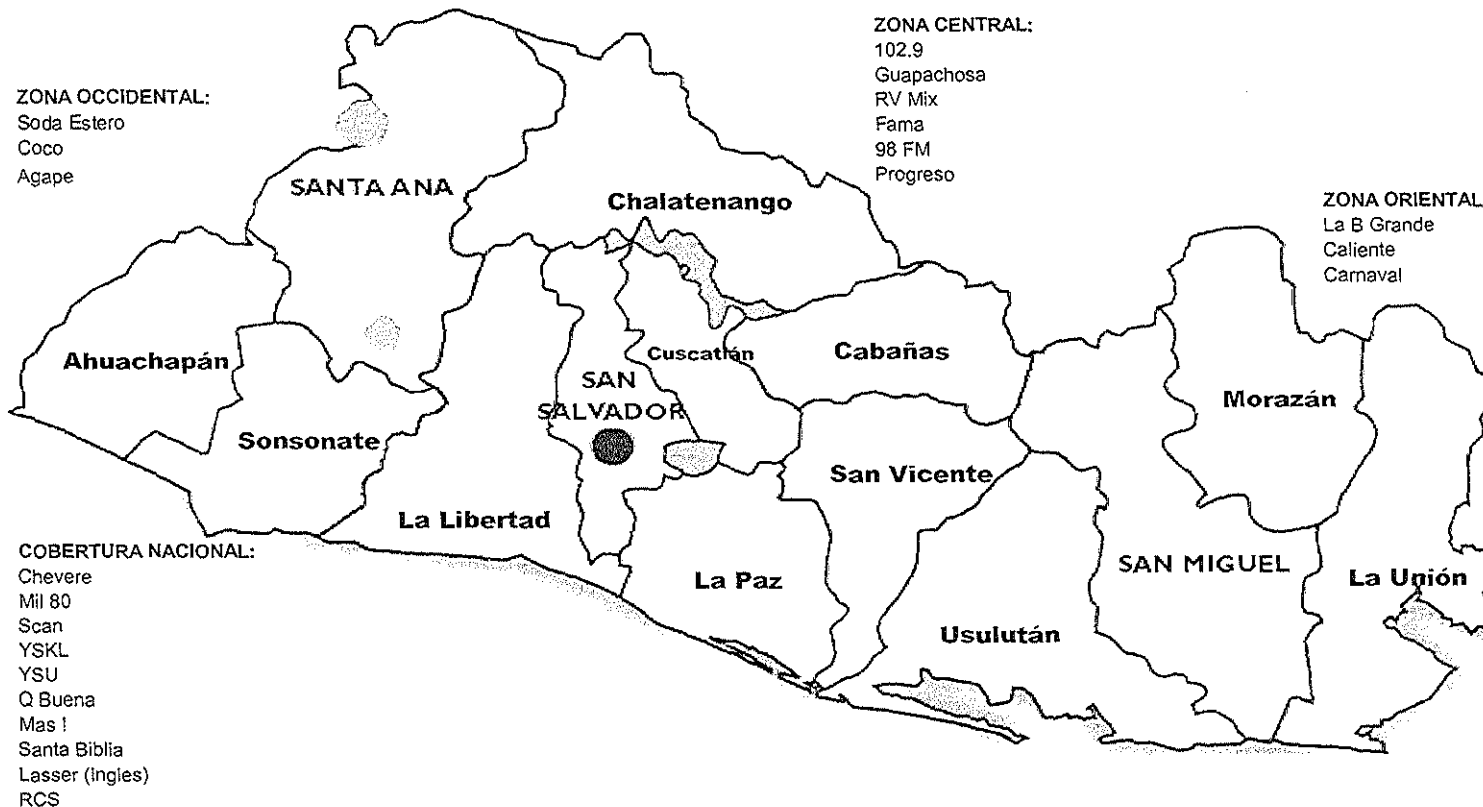 ZONA OCCIDENTAL:
Soda Estero
Coco
Agape
ZONA CENTRAL:
102.9
Guapachosa
RV Mix
Fama
98 FM
Progreso
ZONA ORIENTAL
La B Grande
Caliente
Carnaval
SANTA ANA
Chalatenango
Ahuachapán
Sonsonate
La Libertad
SAN
SALVADOR
Cuscatlán
Cabañas
San Vicente
La Paz
Usulután
SAN MIGUEL
Morazán
La Unión
COBERTURA NACIONAL:
Chevere
Mil 80
Scan
YSKL
YSU
Q Buena
Mas !
Santa Biblia
Lasser (Ingles)
RCS